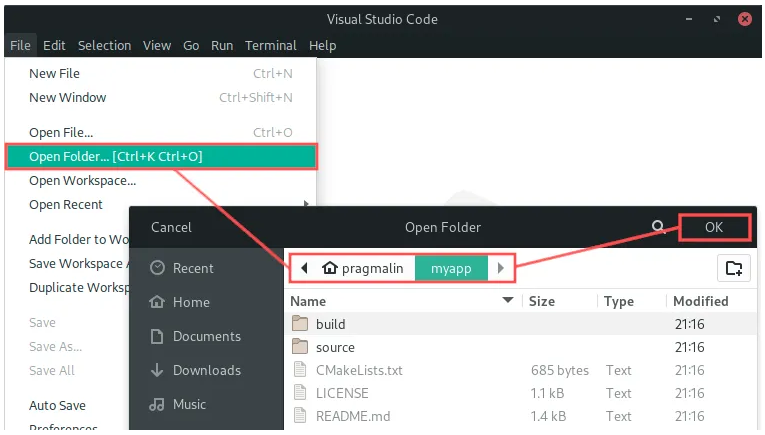 Visual Studio Code
File Edit Selection View Go Run Terminal Help
New File Ctrl+N
New Window Ctrl+Shift+N
Open File... Ctrl+O
Open Folder... [Ctrl+K Ctrl+O]
Open Workspace...
Open Recent
Add Folder to Wo
Save Workspace A
Duplicate Worksp
Save
Save As...
Save All
Auto Save
Preferences
Cancel Open Folder OK
Recent
Home
Documents
Downloads
Music
pragmalin myapp
Name Size Type Modified
build 21:16
source 21:16
CMakeLists.txt 685 bytes Text 21:16
LICENSE 1.1 kB Text 21:16
README.md 1.4 kB Text 21:16